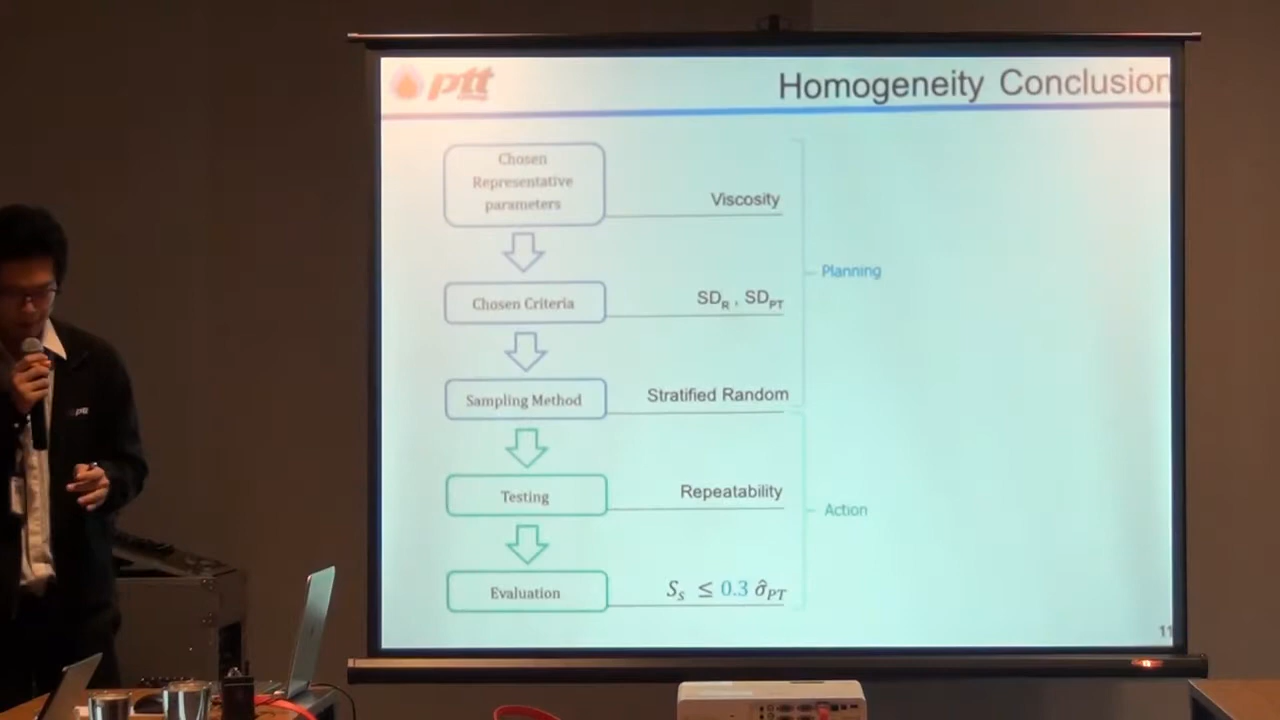 ptt
Homogeneity Conclusion
Chosen
Representative
parameters
Viscosity
Planning
Chosen Criteria
SD_R , SD_PT
Sampling Method
Stratified Random
Testing
Repeatability
Action
Evaluation
S_s ≤ 0.3 σ̂_PT
11
ptt